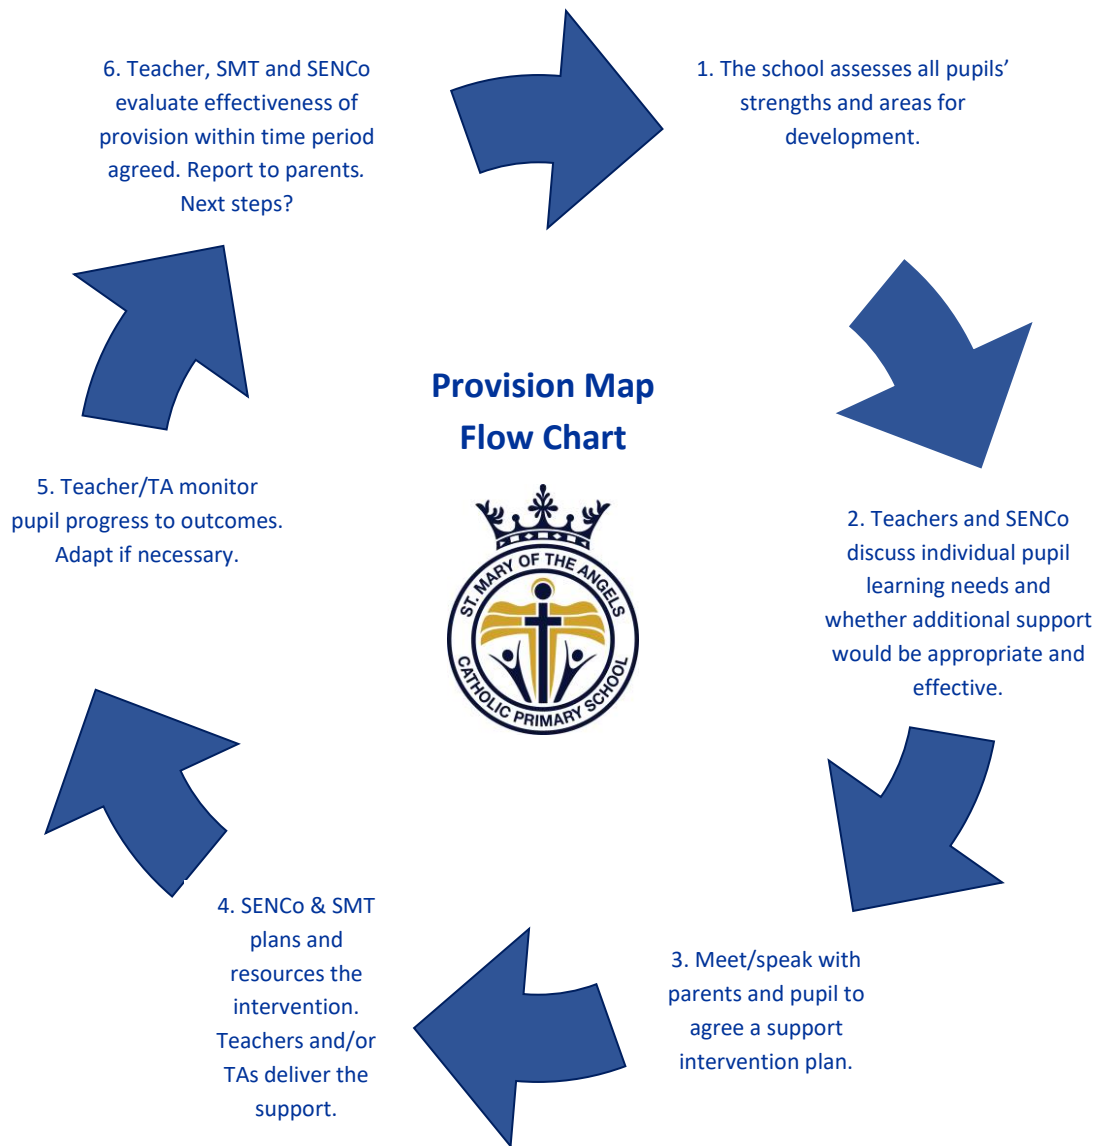 Provision Map
Flow Chart
ST. MARY OF THE ANGELS
CATHOLIC PRIMARY SCHOOL
1. The school assesses all pupils’
strengths and areas for
development.
2. Teachers and SENCo
discuss individual pupil
learning needs and
whether additional support
would be appropriate and
effective.
3. Meet/speak with
parents and pupil to
agree a support
intervention plan.
4. SENCo & SMT
plans and
resources the
intervention.
Teachers and/or
TAs deliver the
support.
5. Teacher/TA monitor
pupil progress to outcomes.
Adapt if necessary.
6. Teacher, SMT and SENCo
evaluate effectiveness of
provision within time period
agreed. Report to parents.
Next steps?